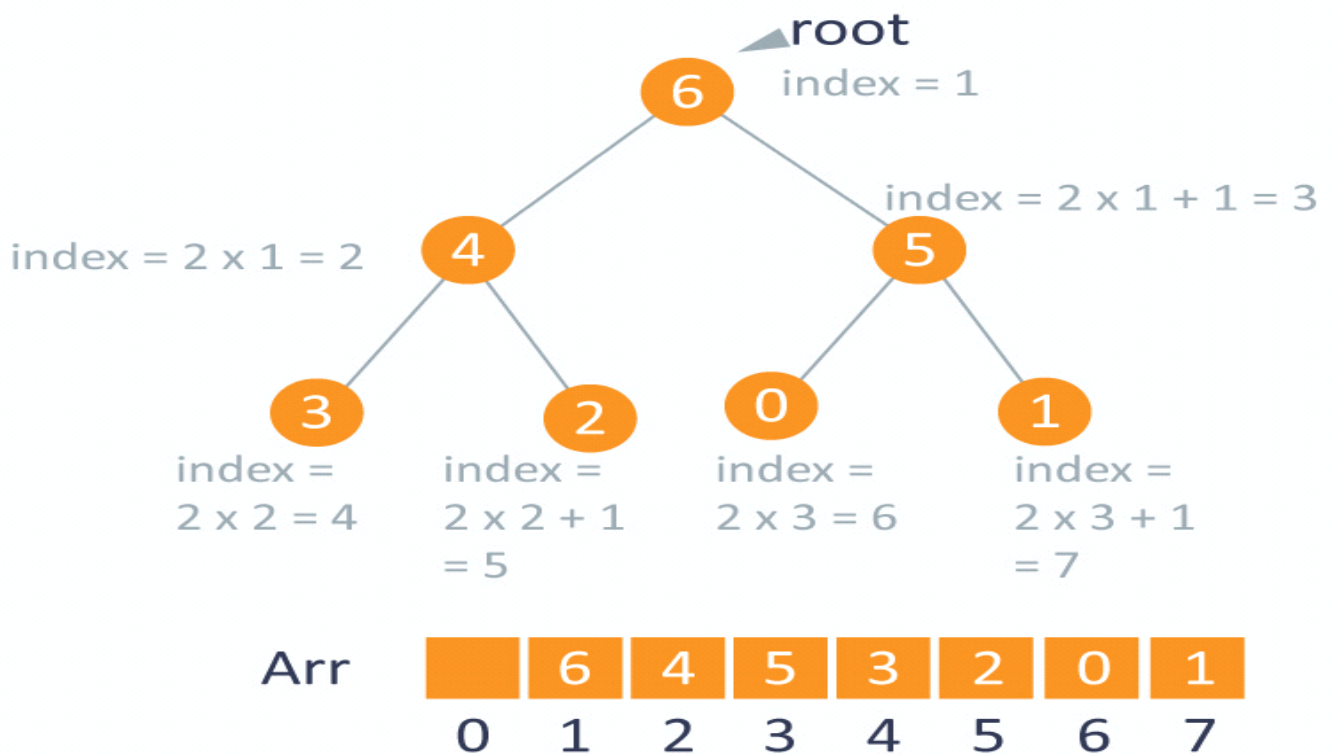 root
6
index = 1
index = 2 x 1 + 1 = 3
index = 2 x 1 = 2
4
5
3
2
0
1
index =
2 x 2 = 4
index =
2 x 2 + 1
= 5
index =
2 x 3 = 6
index =
2 x 3 + 1
= 7
Arr 6 4 5 3 2 0 1
0 1 2 3 4 5 6 7